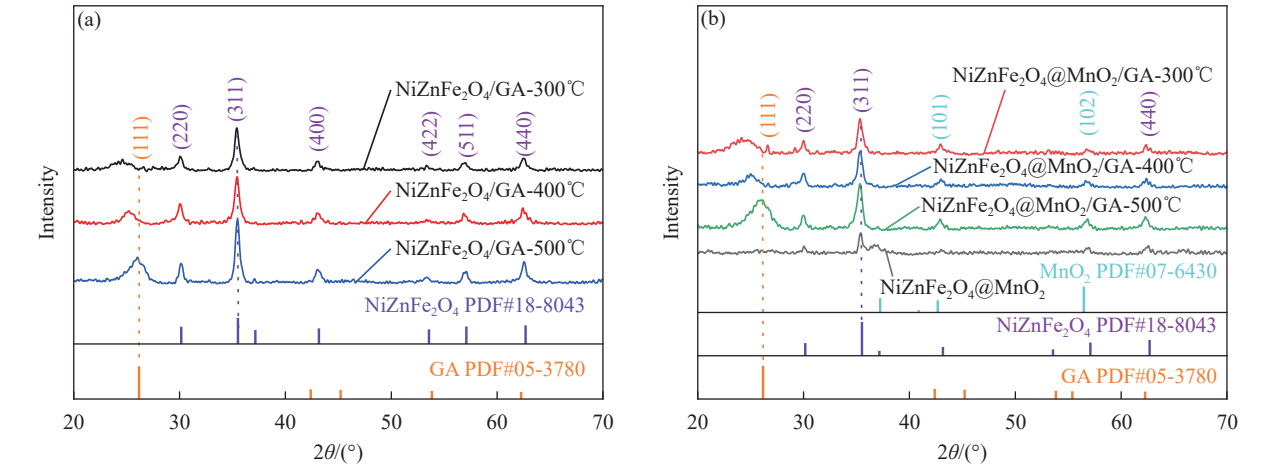 (a)
NiZnFe₂O₄/GA-300℃
(111)
(220)
(311)
(400)
(422)
(511)
(440)
NiZnFe₂O₄/GA-400℃
NiZnFe₂O₄/GA-500℃
NiZnFe₂O₄ PDF#18-8043
GA PDF#05-3780
Intensity
20 30 40 50 60 70
2θ/(°)
(b)
NiZnFe₂O₄@MnO₂/GA-300℃
(111)
(220)
(311)
(101)
(102)
(440)
NiZnFe₂O₄@MnO₂/GA-400℃
NiZnFe₂O₄@MnO₂/GA-500℃
MnO₂ PDF#07-6430
NiZnFe₂O₄@MnO₂
NiZnFe₂O₄ PDF#18-8043
GA PDF#05-3780
Intensity
20 30 40 50 60 70
2θ/(°)